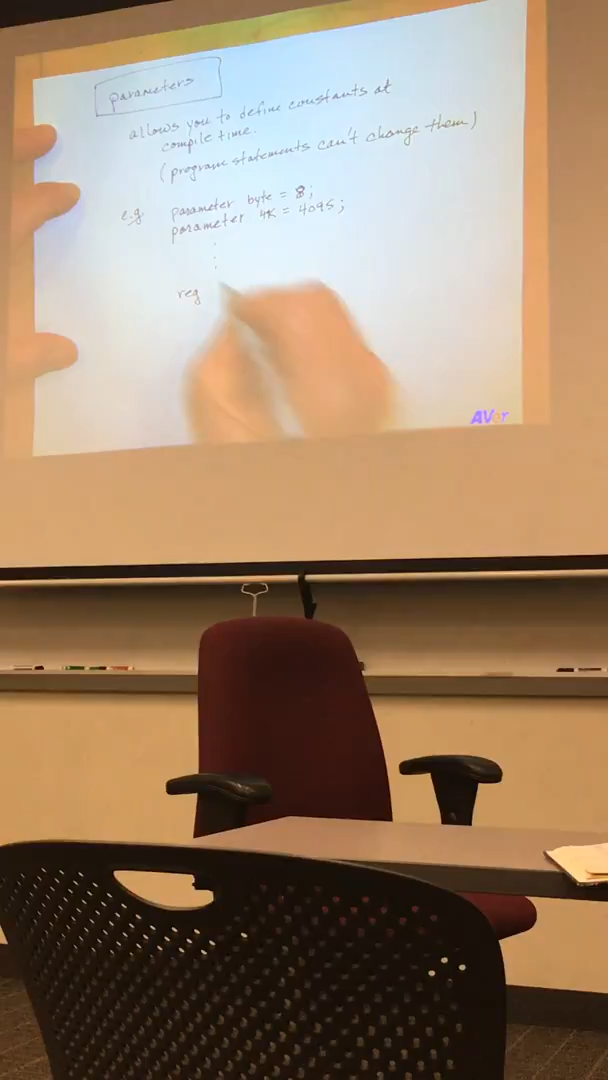 parameters
allows you to define constants at
compile time.
(program statements can't change them)
e.g. parameter byte = 8;
parameter 4K = 4095;
reg
AVer